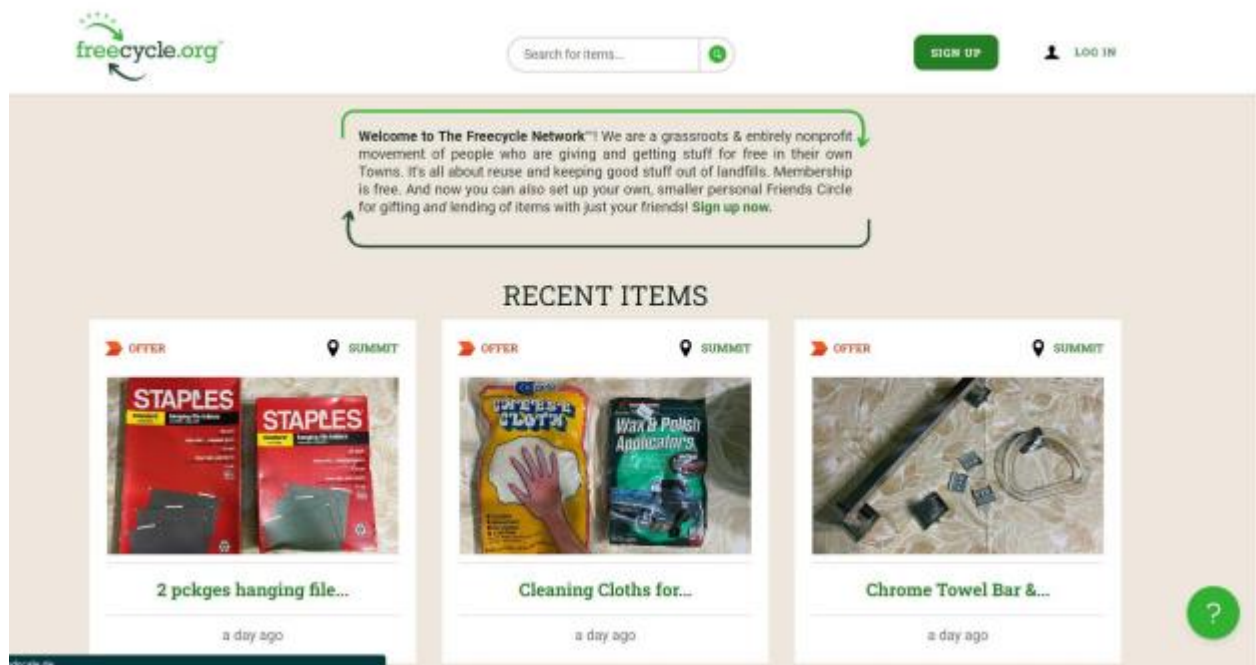 freecycle.org
Search for items...
SIGN UP
LOG IN
Welcome to The Freecycle Network™! We are a grassroots & entirely nonprofit
movement of people who are giving and getting stuff for free in their own
Towns. It's all about reuse and keeping good stuff out of landfills. Membership
is free. And now you can also set up your own, smaller personal Friends Circle
for gifting and lending of items with just your friends! Sign up now.
RECENT ITEMS
OFFER
SUMMIT
OFFER
SUMMIT
OFFER
SUMMIT
STAPLES
STAPLES
CHEESE
CLOTH
Wax & Polish
Applicators
2 pckges hanging file...
Cleaning Cloths for...
Chrome Towel Bar &...
a day ago
a day ago
a day ago
?